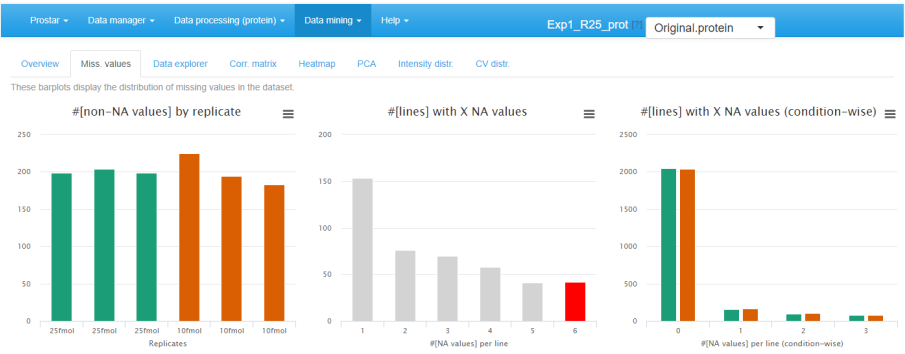 Prostar Data manager Data processing (protein) Data mining Help Exp1_R25_prot [?] Original.protein
Overview Miss. values Data explorer Corr. matrix Heatmap PCA Intensity distr. CV distr.
These barplots display the distribution of missing values in the dataset.
#[non-NA values] by replicate
250
200
150
100
50
0
25fmol 25fmol 25fmol 10fmol 10fmol 10fmol
Replicates
#[lines] with X NA values
200
150
100
50
0
1 2 3 4 5 6
#[NA values] per line
#[lines] with X NA values (condition-wise)
2500
2000
1500
1000
500
0
0 1 2 3
#[NA values] per line (condition-wise)